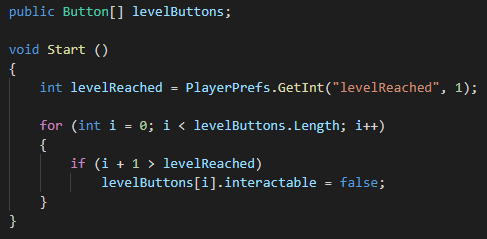 public Button[] levelButtons;
void Start ()
{
int levelReached = PlayerPrefs.GetInt("levelReached", 1);
for (int i = 0; i < levelButtons.Length; i++)
{
if (i + 1 > levelReached)
levelButtons[i].interactable = false;
}
}